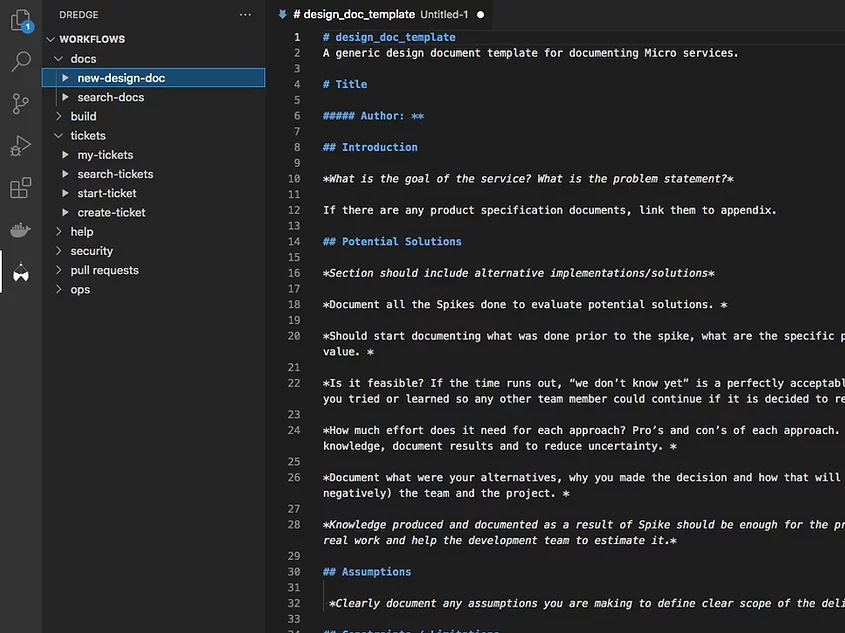 DREDGE
···
WORKFLOWS
docs
new-design-doc
search-docs
build
tickets
my-tickets
search-tickets
start-ticket
create-ticket
help
security
pull requests
ops
1
# design_doc_template Untitled-1
1 # design_doc_template
2 A generic design document template for documenting Micro services.
3
4 # Title
5
6 ##### Author: **
7
8 ## Introduction
9
10 *What is the goal of the service? What is the problem statement?*
11
12 If there are any product specification documents, link them to appendix.
13
14 ## Potential Solutions
15
16 *Section should include alternative implementations/solutions*
17
18 *Document all the Spikes done to evaluate potential solutions. *
19
20 *Should start documenting what was done prior to the spike, what are the specific p
value. *
21
22 *Is it feasible? If the time runs out, “we don’t know yet” is a perfectly acceptabl
you tried or learned so any other team member could continue if it is decided to re
23
24 *How much effort does it need for each approach? Pro’s and con’s of each approach.
knowledge, document results and to reduce uncertainty. *
25
26 *Document what were your alternatives, why you made the decision and how that will
negatively) the team and the project. *
27
28 *Knowledge produced and documented as a result of Spike should be enough for the pr
real work and help the development team to estimate it.*
29
30 ## Assumptions
31
32 *Clearly document any assumptions you are making to define clear scope of the deli
33
34 ## Constraints / Limitations